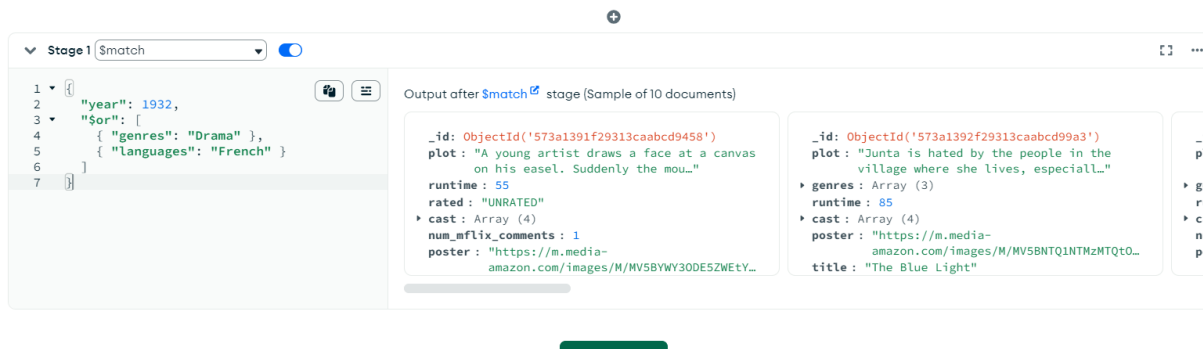 Stage 1 $match
1 {
2 "year": 1932,
3 "$or": [
4 { "genres": "Drama" },
5 { "languages": "French" }
6 ]
7 }
Output after $match stage (Sample of 10 documents)
_id: ObjectId('573a1391f29313caabcd9458')
plot : "A young artist draws a face at a canvas
on his easel. Suddenly the mou…"
runtime : 55
rated : "UNRATED"
cast : Array (4)
num_mflix_comments : 1
poster : "https://m.media-
amazon.com/images/M/MV5BYWY3ODE5ZWEtY…
_id: ObjectId('573a1392f29313caabcd99a3')
plot : "Junta is hated by the people in the
village where she lives, especiall…"
genres : Array (3)
runtime : 85
cast : Array (4)
poster : "https://m.media-
amazon.com/images/M/MV5BNTQ1NTMzMTQtO…
title : "The Blue Light"